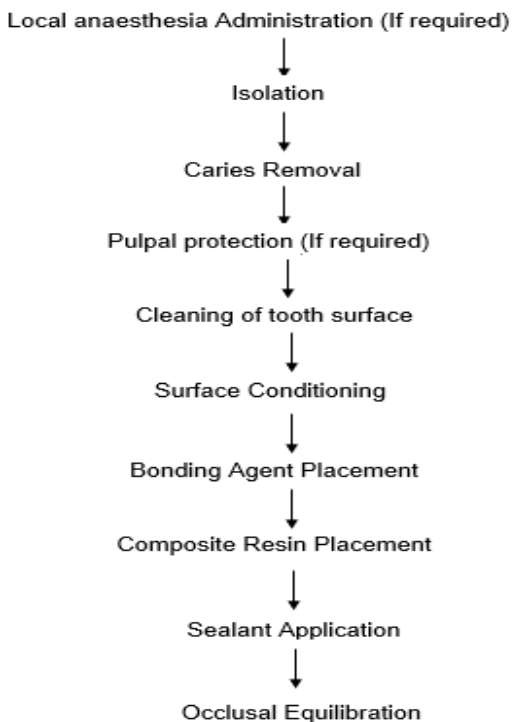 Local anaesthesia Administration (If required)
Isolation
Caries Removal
Pulpal protection (If required)
Cleaning of tooth surface
Surface Conditioning
Bonding Agent Placement
Composite Resin Placement
Sealant Application
Occlusal Equilibration